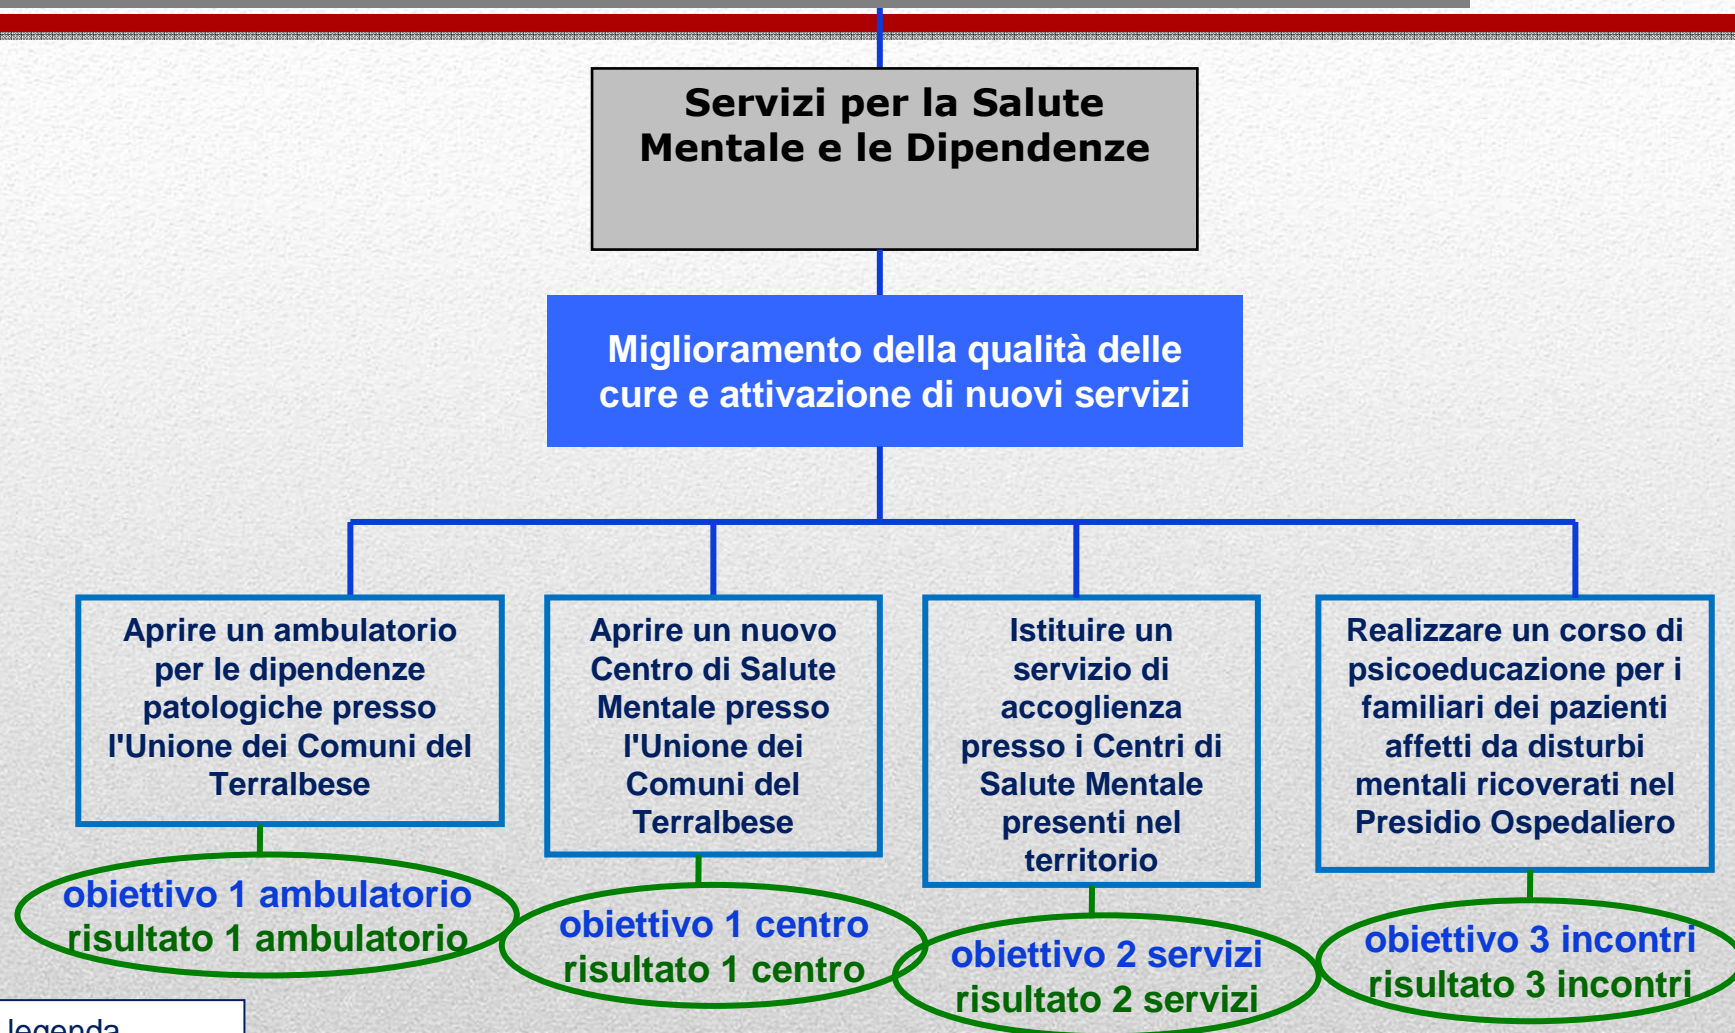 Servizi per la Salute
Mentale e le Dipendenze
Miglioramento della qualità delle
cure e attivazione di nuovi servizi
Aprire un ambulatorio
per le dipendenze
patologiche presso
l'Unione dei Comuni del
Terralbese
obiettivo 1 ambulatorio
risultato 1 ambulatorio
Aprire un nuovo
Centro di Salute
Mentale presso
l'Unione dei
Comuni del
Terralbese
obiettivo 1 centro
risultato 1 centro
Istituire un
servizio di
accoglienza
presso i Centri di
Salute Mentale
presenti nel
territorio
obiettivo 2 servizi
risultato 2 servizi
Realizzare un corso di
psicoeducazione per i
familiari dei pazienti
affetti da disturbi
mentali ricoverati nel
Presidio Ospedaliero
obiettivo 3 incontri
risultato 3 incontri
legenda